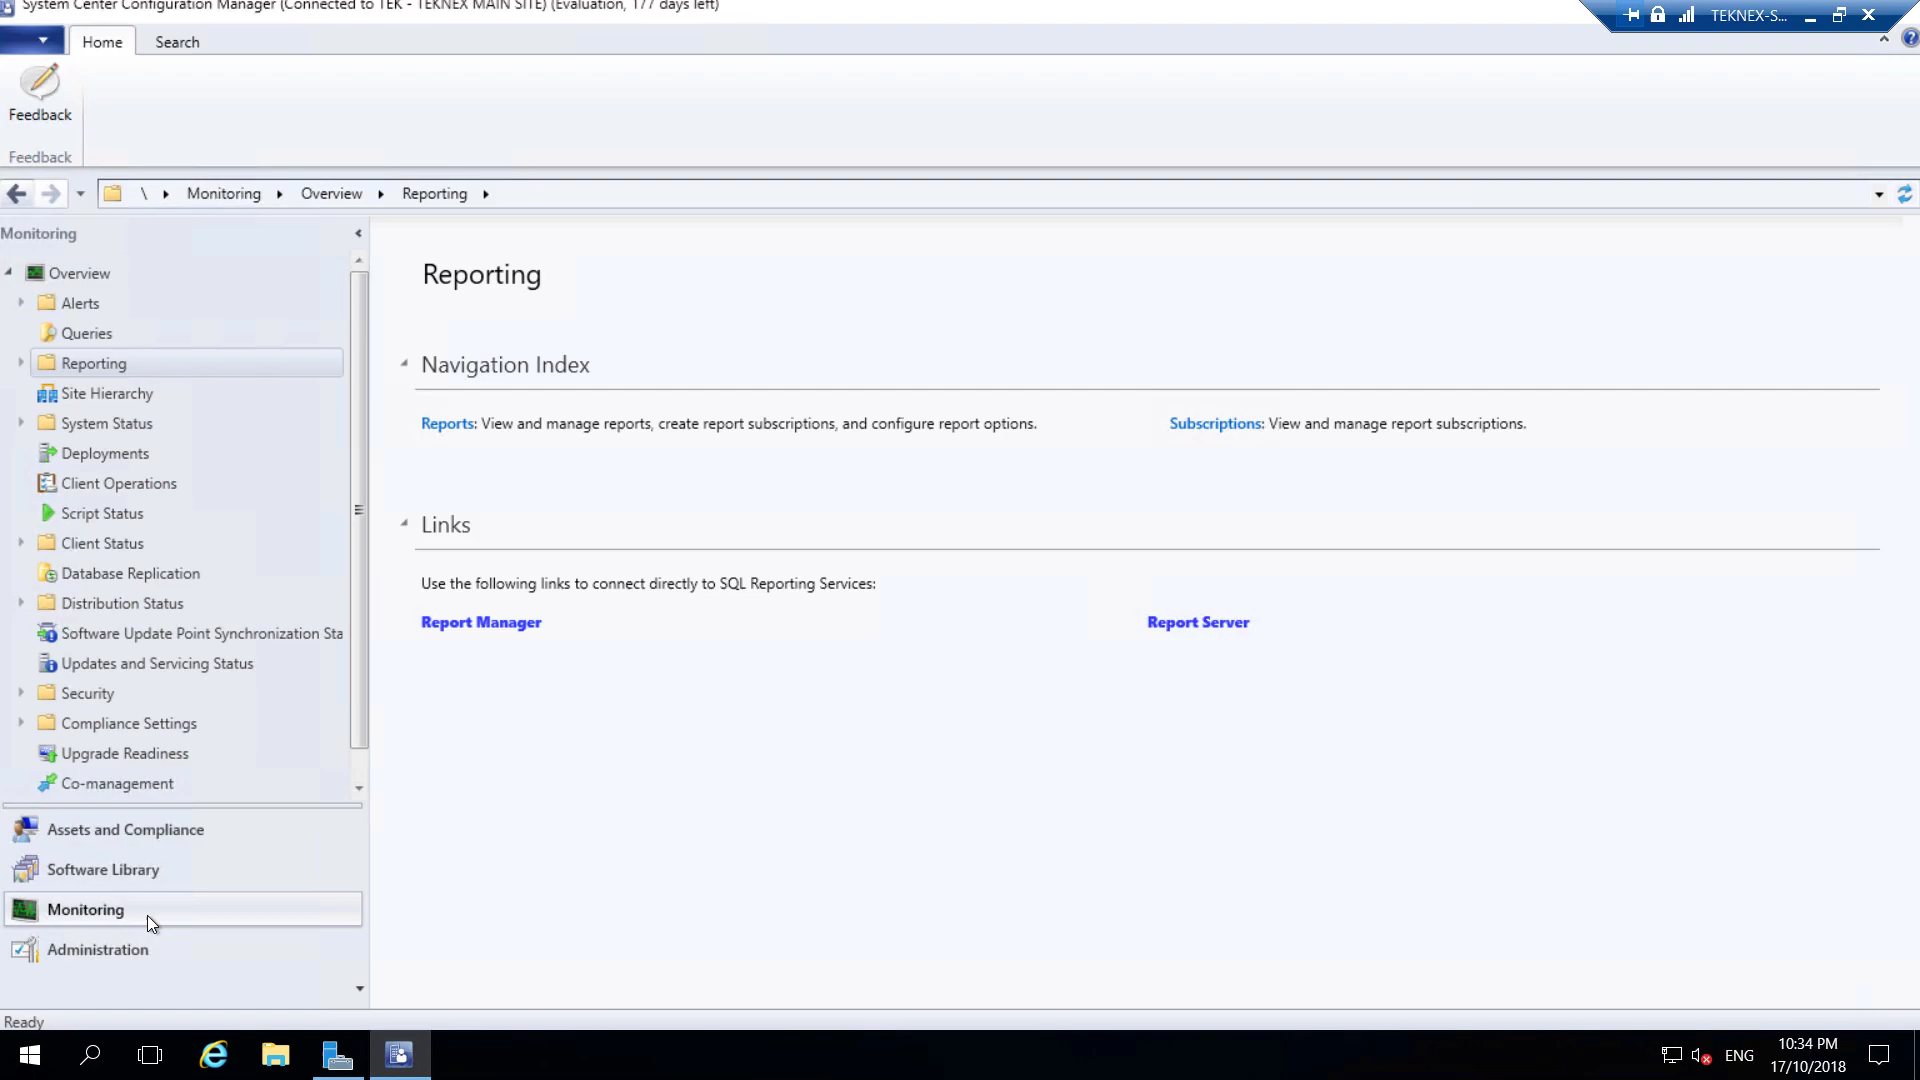 System Center Configuration Manager (Connected to TEK - TEKNEX MAIN SITE) (Evaluation, 177 days left)
TEKNEX-S...
Home
Search
Feedback
Feedback
\
Monitoring
Overview
Reporting
Monitoring
Overview
Alerts
Queries
Reporting
Site Hierarchy
System Status
Deployments
Client Operations
Script Status
Client Status
Database Replication
Distribution Status
Software Update Point Synchronization Sta
Updates and Servicing Status
Security
Compliance Settings
Upgrade Readiness
Co-management
Assets and Compliance
Software Library
Monitoring
Administration
Reporting
Navigation Index
Reports: View and manage reports, create report subscriptions, and configure report options.
Subscriptions: View and manage report subscriptions.
Links
Use the following links to connect directly to SQL Reporting Services:
Report Manager
Report Server
Ready
ENG
10:34 PM
17/10/2018